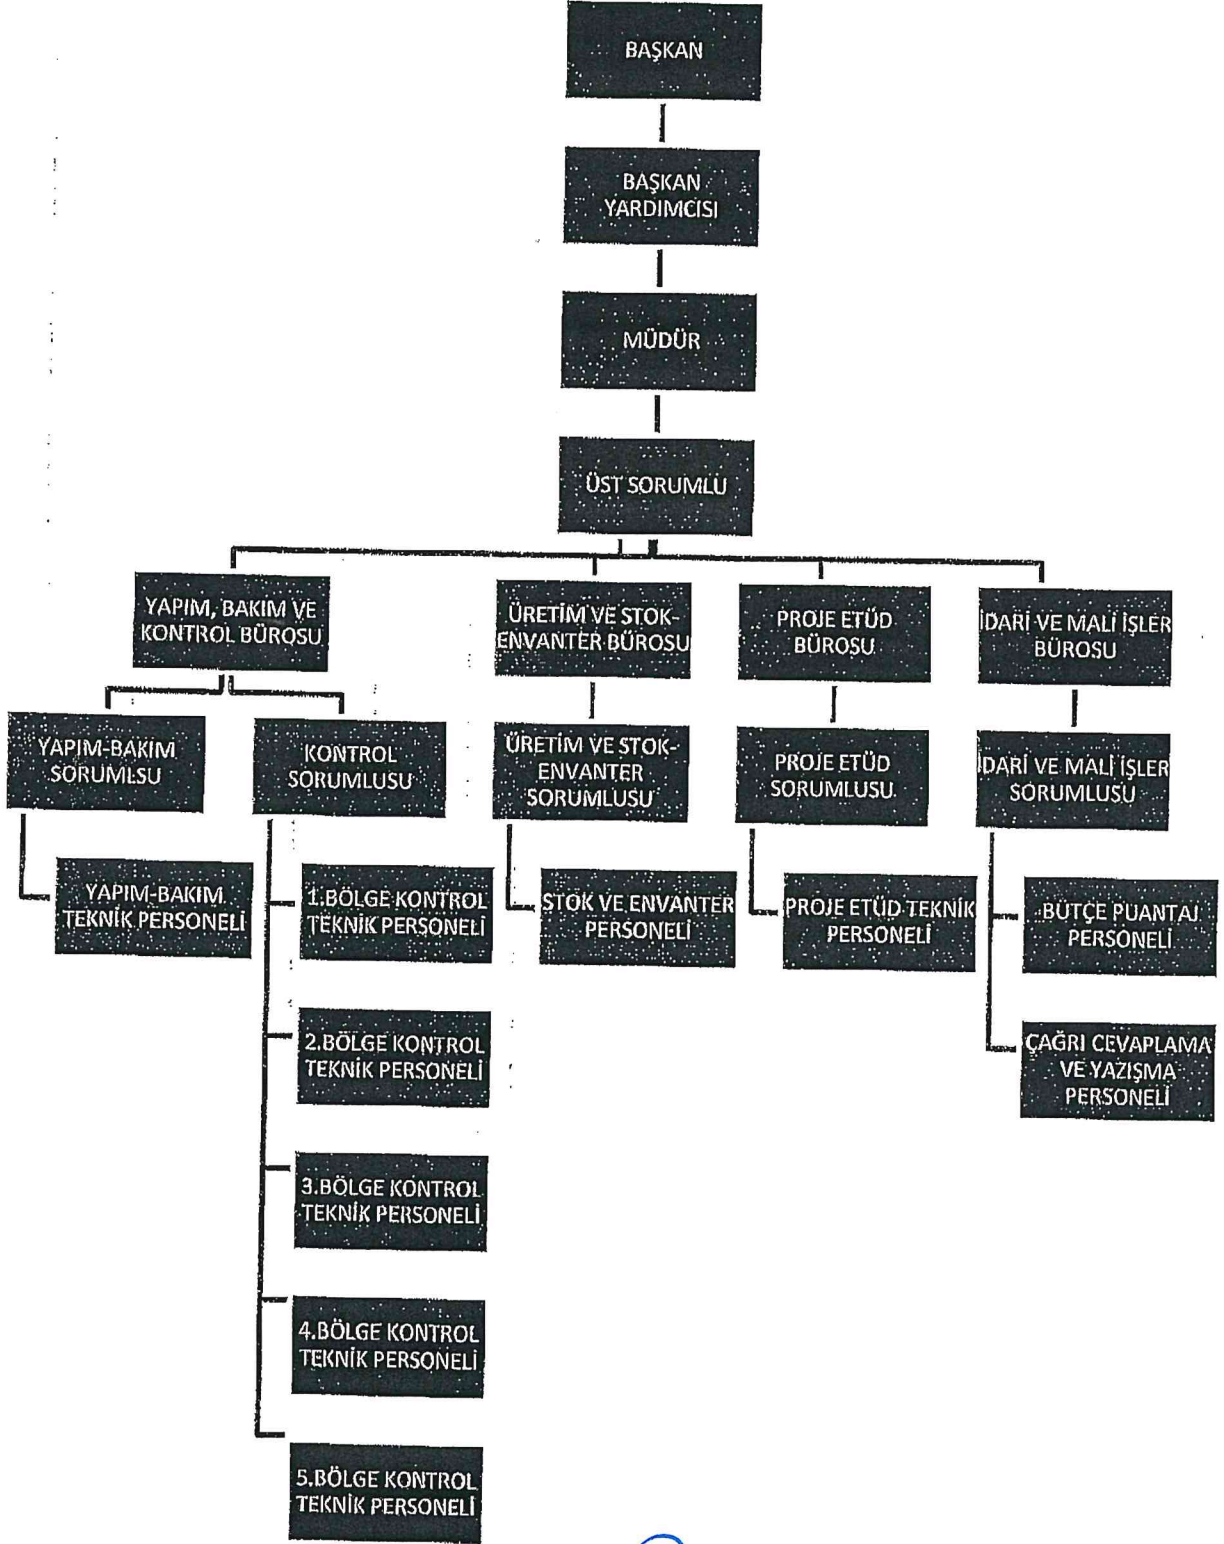 BAŞKAN
BAŞKAN
YARDIMCISI
MÜDÜR
ÜST SORUMLU
YAPIM, BAKIM VE
KONTROL BÜROSU
ÜRETİM VE STOK-
ENVANTER BÜROSU
PROJE ETÜD
BÜROSU
İDARİ VE MALİ İŞLER
BÜROSU
YAPIM-BAKIM
SORUMLSU
KONTROL
SORUMLUSU
ÜRETİM VE STOK-
ENVANTER
SORUMLUSU
PROJE ETÜD
SORUMLUSU
İDARİ VE MALİ İŞLER
SORUMLUSU
YAPIM-BAKIM
TEKNİK PERSONELİ
1.BÖLGE KONTROL
TEKNİK PERSONELİ
STOK VE ENVANTER
PERSONELİ
PROJE ETÜD TEKNİK
PERSONELİ
BÜTÇE PUANTAJ
PERSONELİ
2.BÖLGE KONTROL
TEKNİK PERSONELİ
ÇAĞRI CEVAPLAMA
VE YAZIŞMA
PERSONELİ
3.BÖLGE KONTROL
TEKNİK PERSONELİ
4.BÖLGE KONTROL
TEKNİK PERSONELİ
5.BÖLGE KONTROL
TEKNİK PERSONELİ